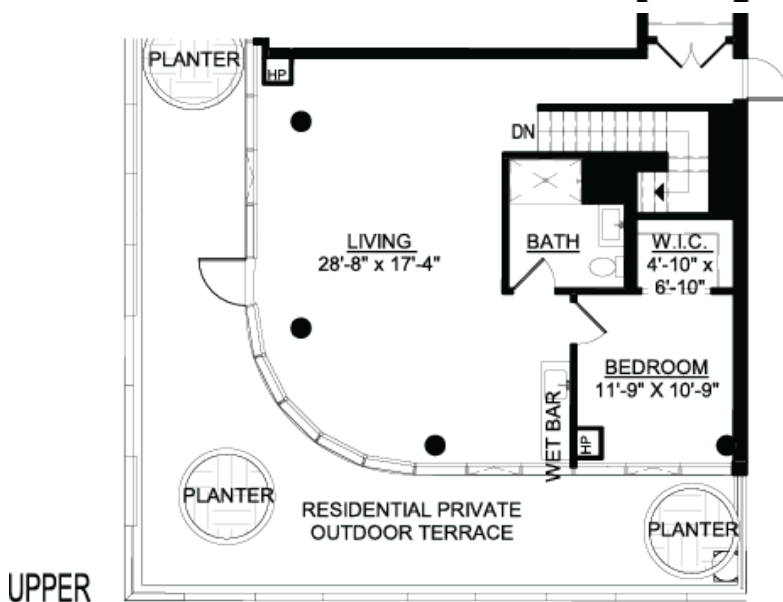 PLANTER
HP
DN
LIVING
28'-8" x 17'-4"
BATH
W.I.C.
4'-10" x
6'-10"
BEDROOM
11'-9" X 10'-9"
WET BAR
HP
PLANTER
RESIDENTIAL PRIVATE
OUTDOOR TERRACE
PLANTER
UPPER